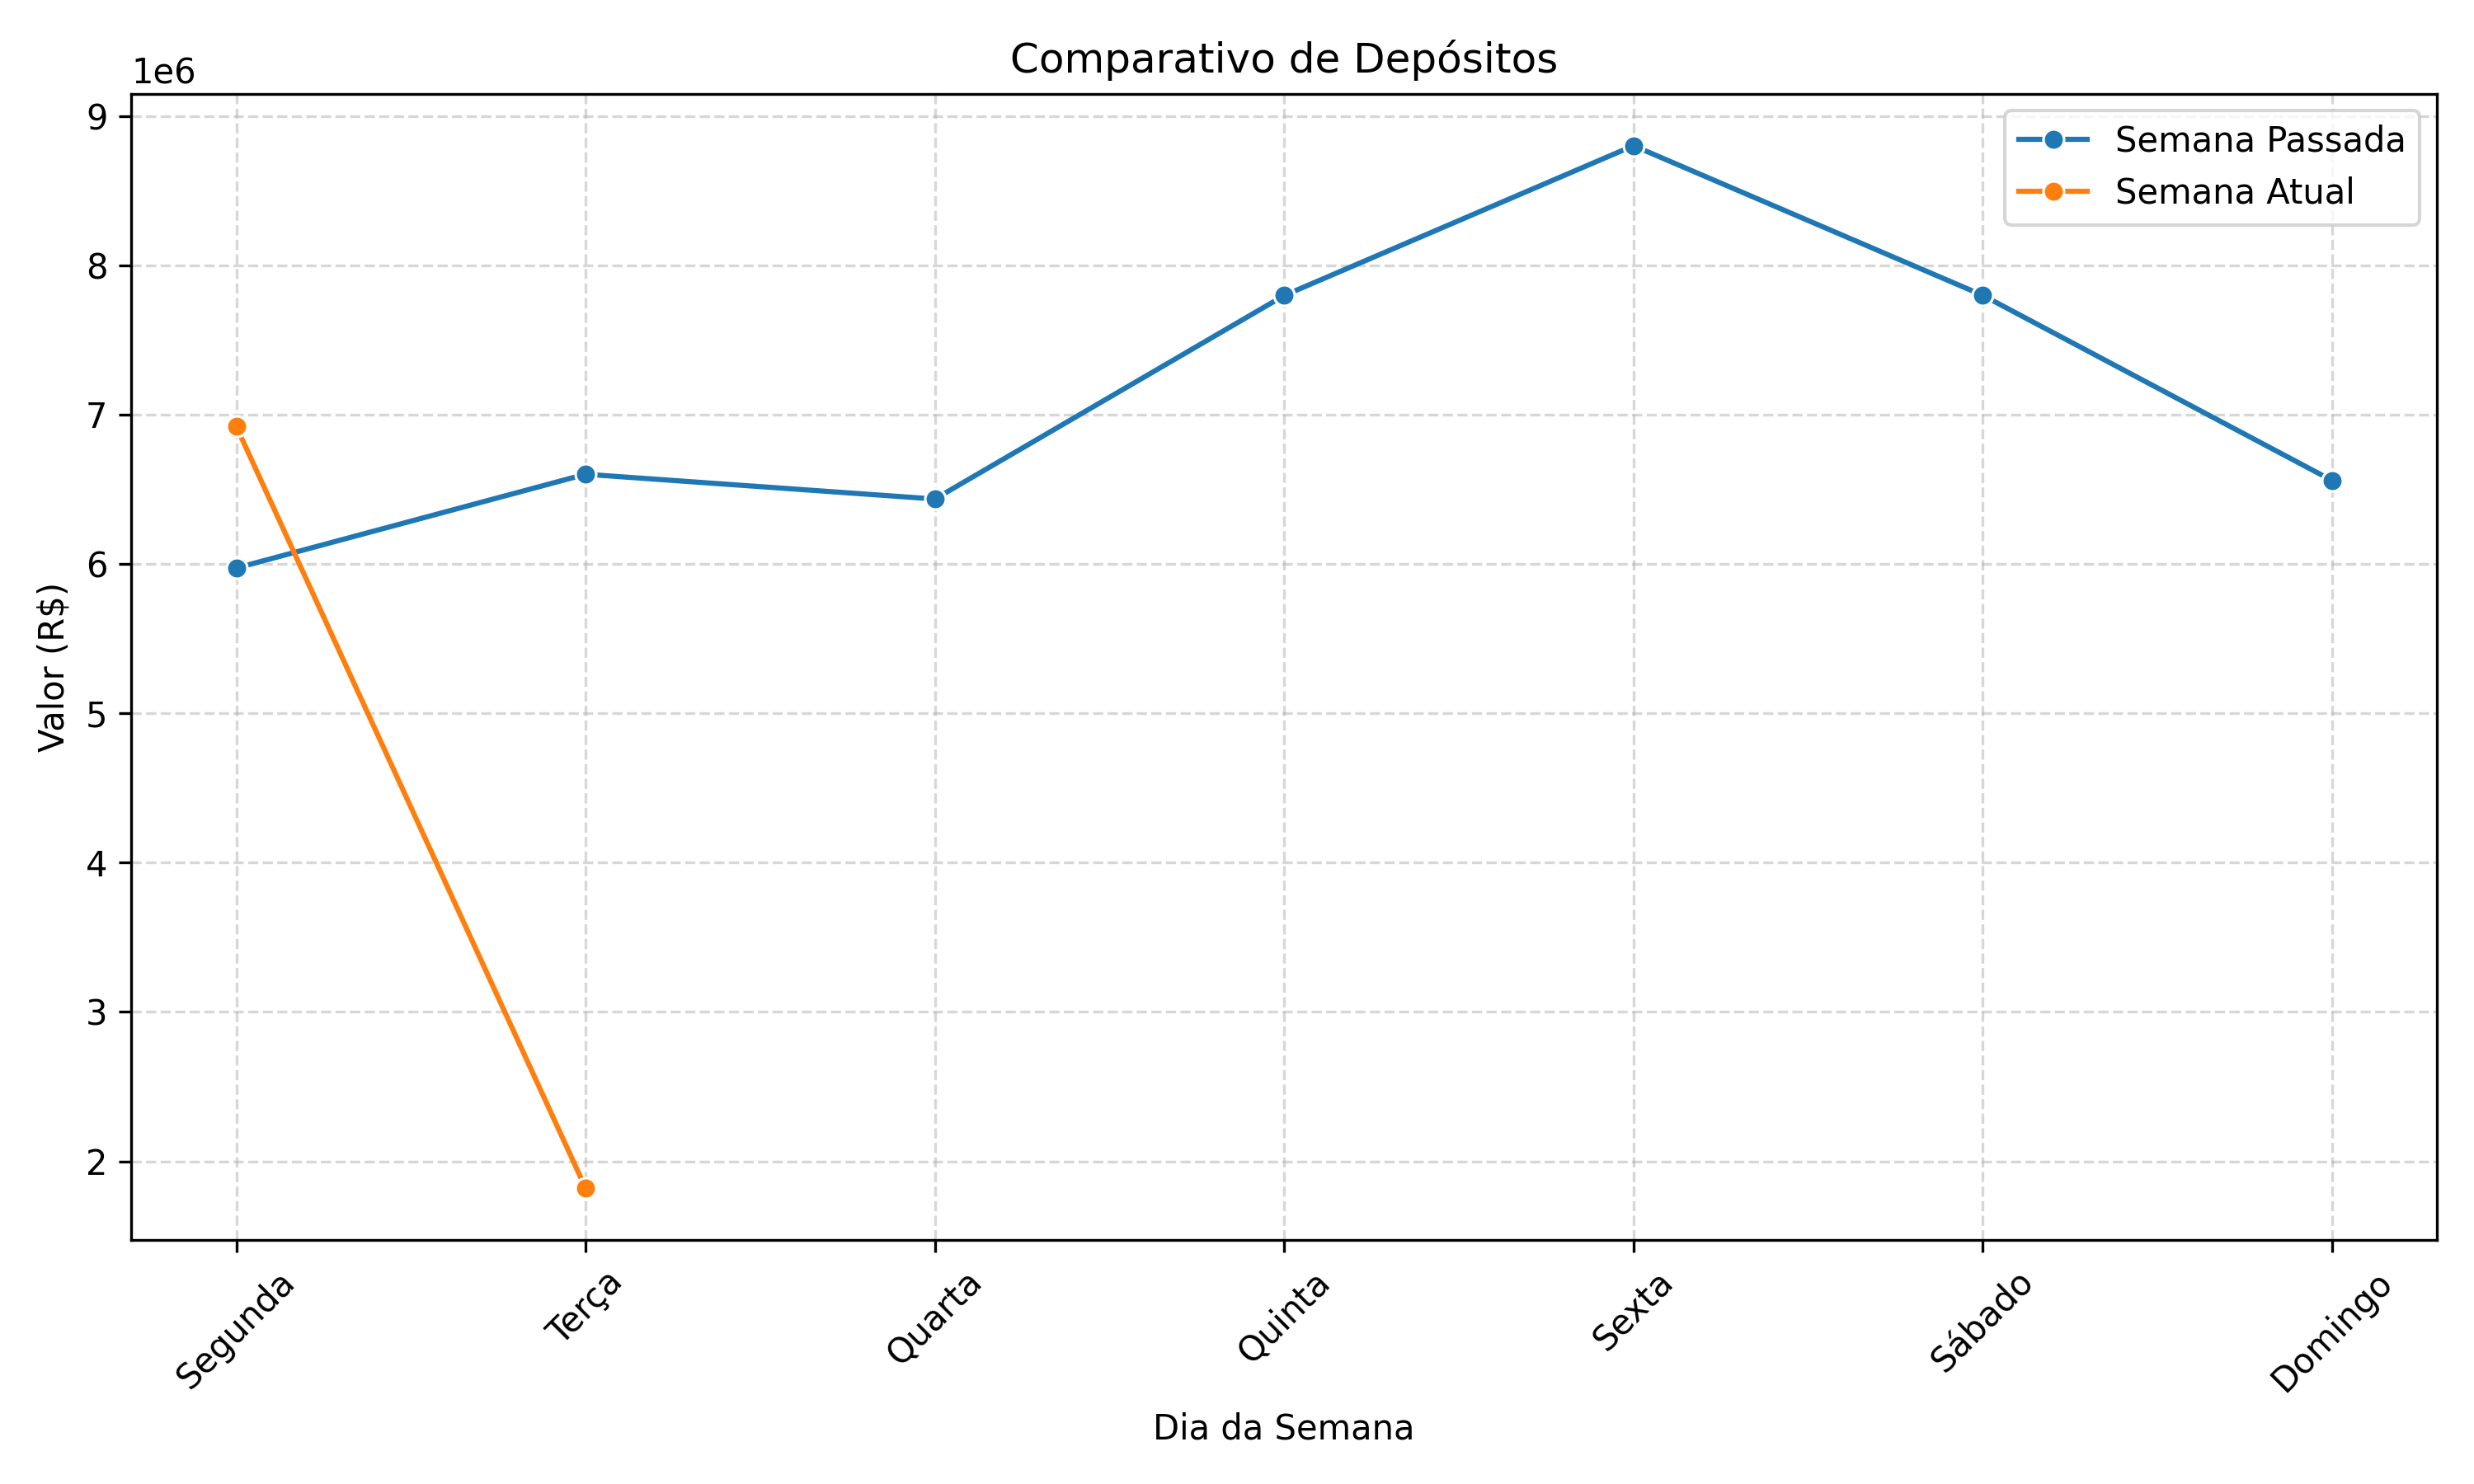 Comparativo de Depósitos
1e6
9
8
7
6
5
4
3
2
Valor (R$)
Semana Passada
Semana Atual
Segunda
Terça
Quarta
Quinta
Sexta
Sábado
Domingo
Dia da Semana